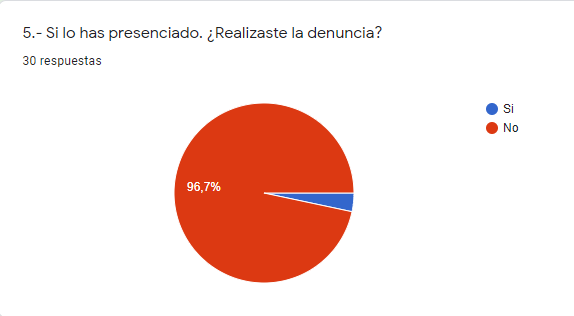 5.- Si lo has presenciado. ¿Realizaste la denuncia?
30 respuestas
Si
No
96,7%